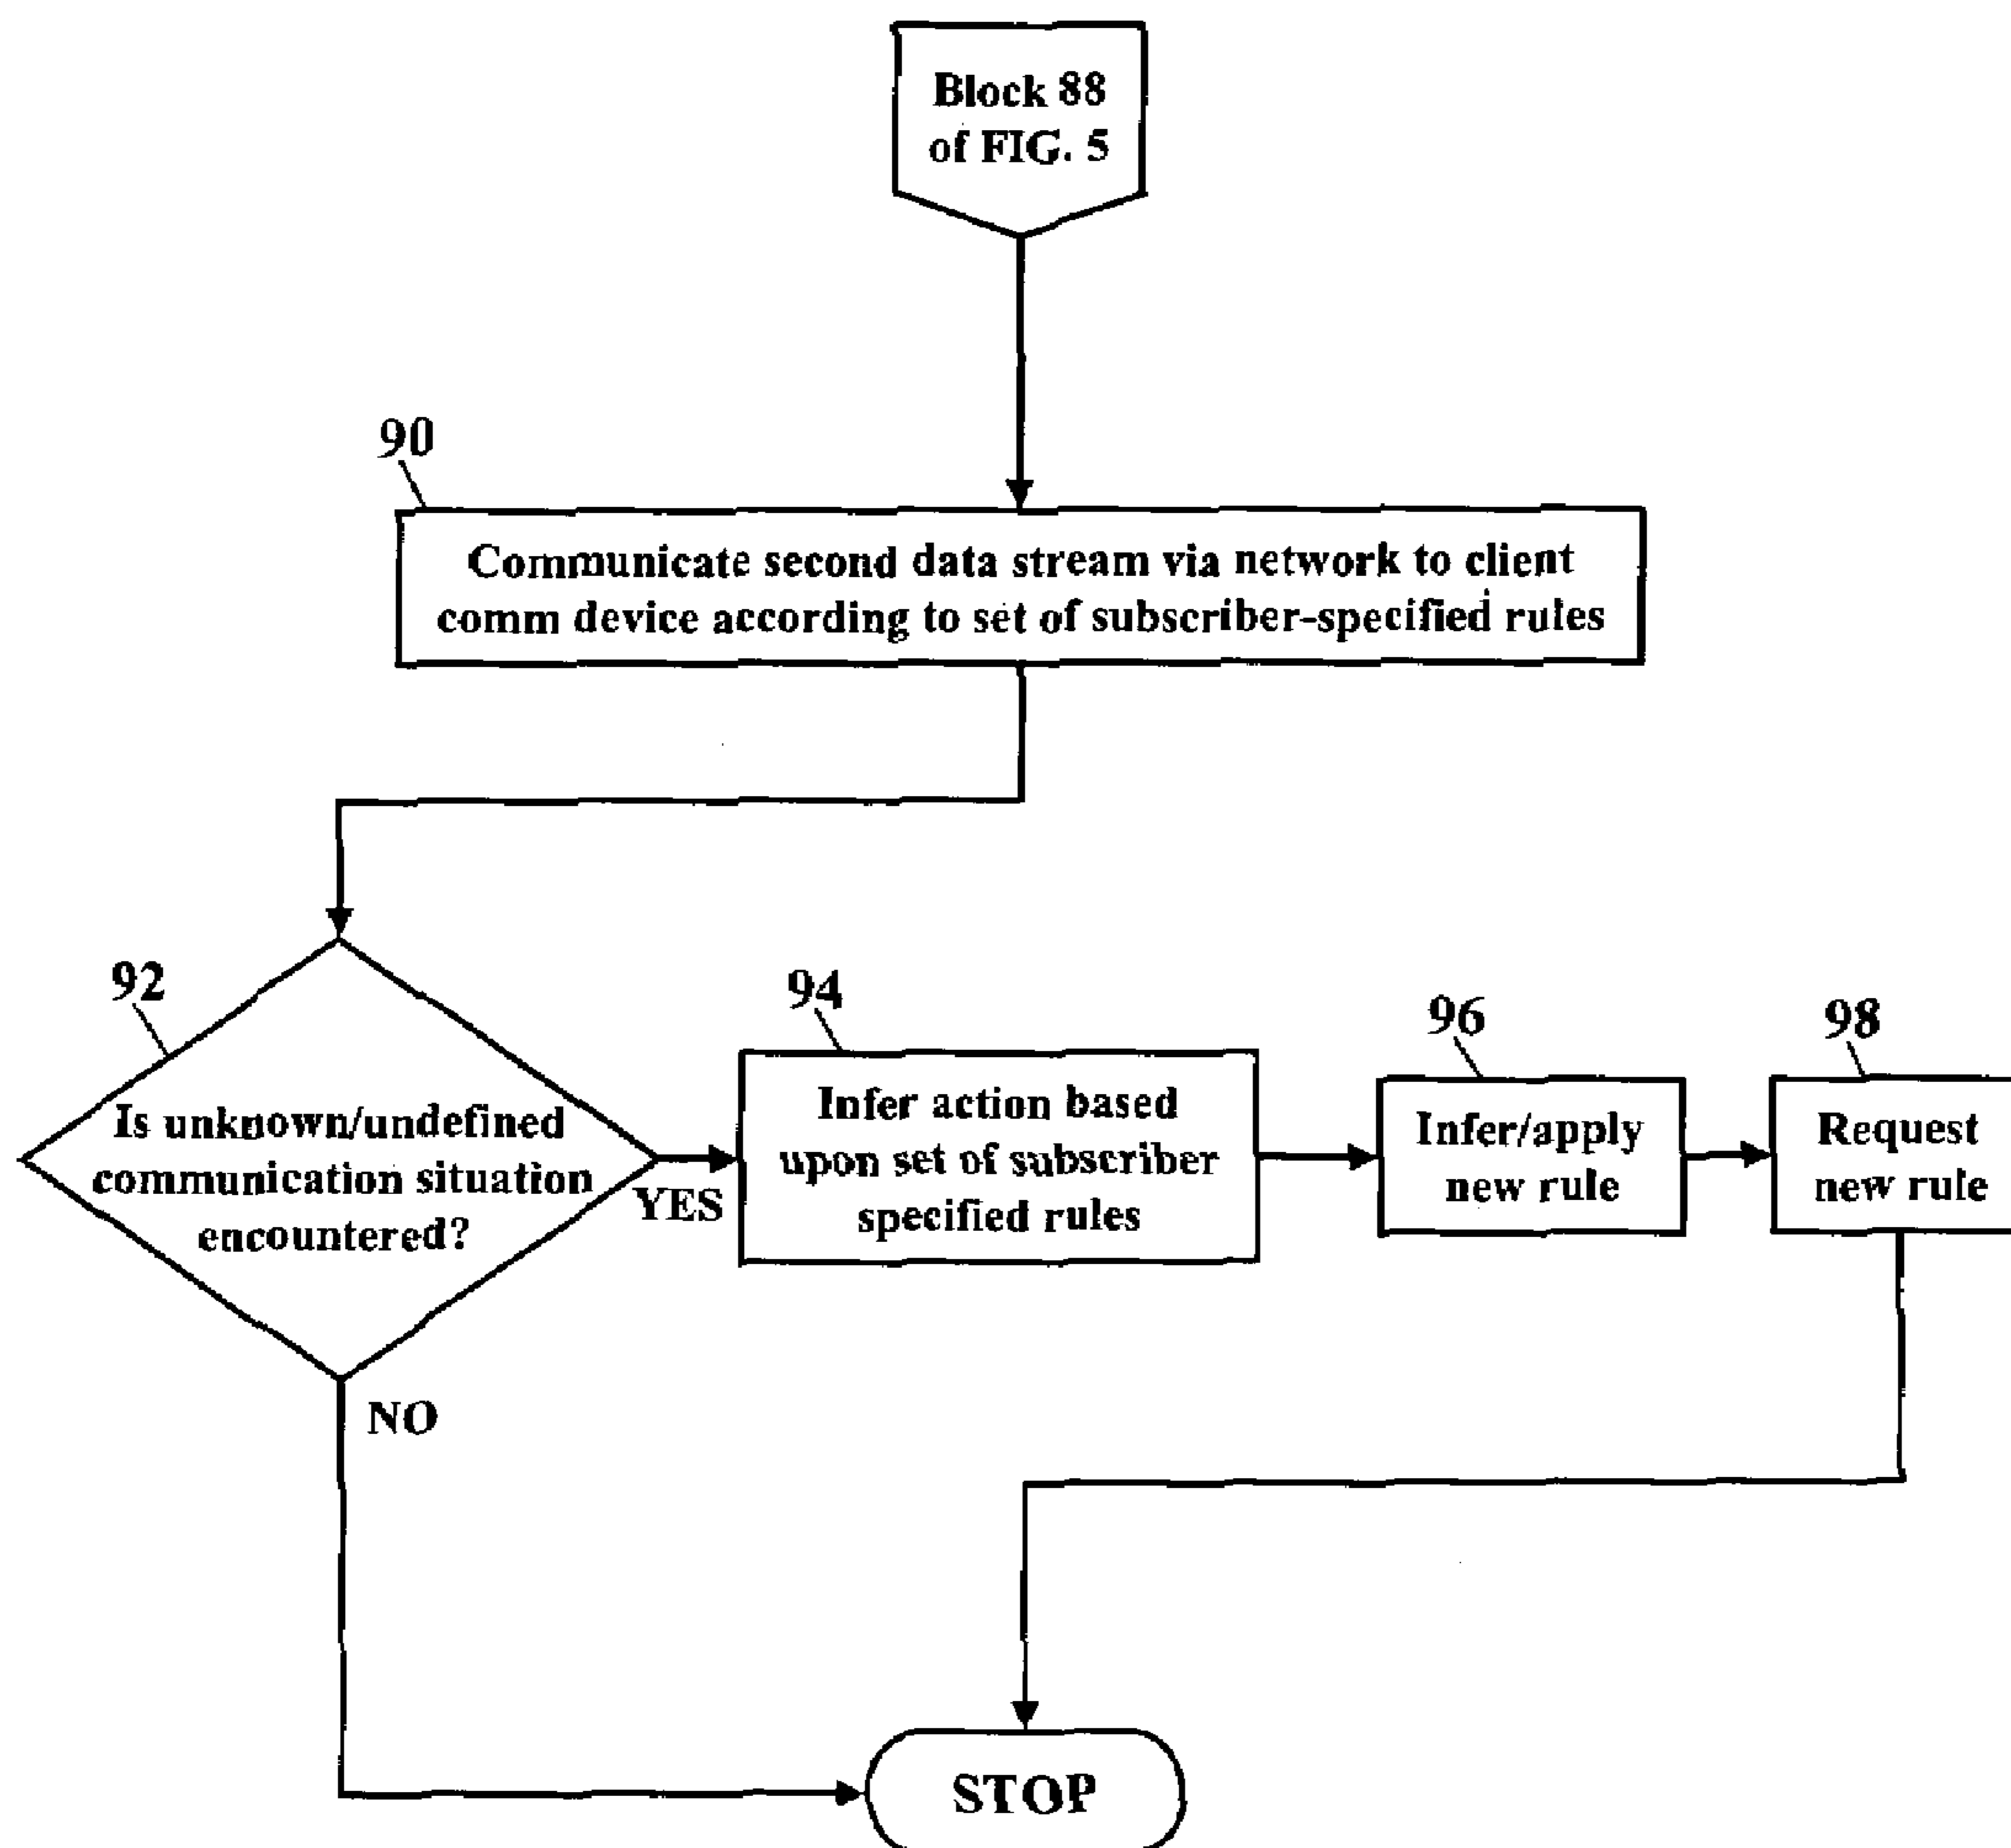 Block 88
of FIG. 5
90
Communicate second data stream via network to client
comm device according to set of subscriber-specified rules
92
Is unknown/undefined
communication situation
encountered?
YES
NO
94
Infer action based
upon set of subscriber
specified rules
96
Infer/apply
new rule
98
Request
new rule
STOP